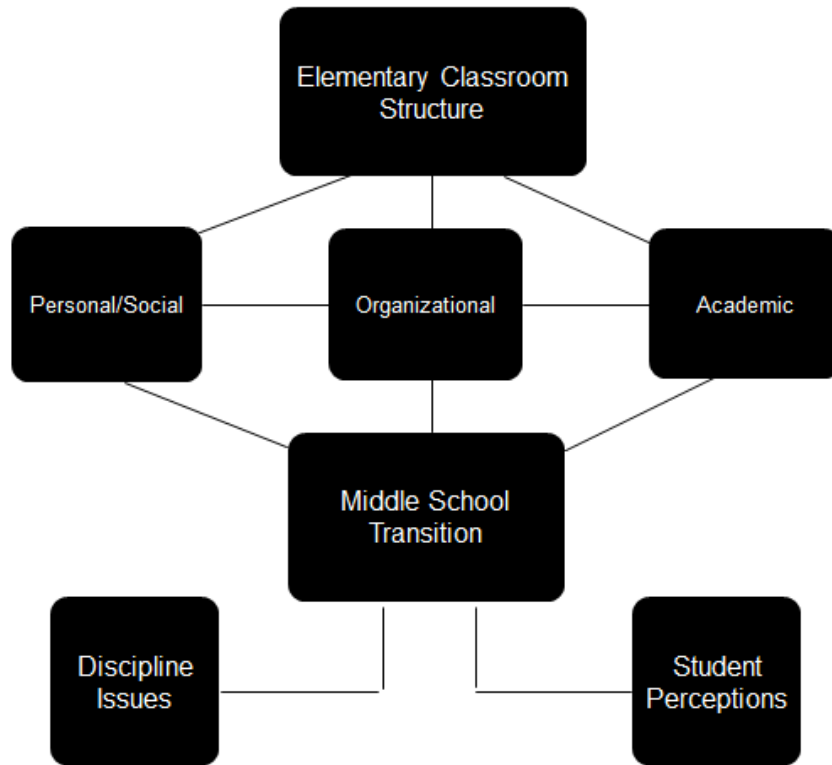 Elementary Classroom
Structure
Personal/Social
Organizational
Academic
Middle School
Transition
Discipline
Issues
Student
Perceptions